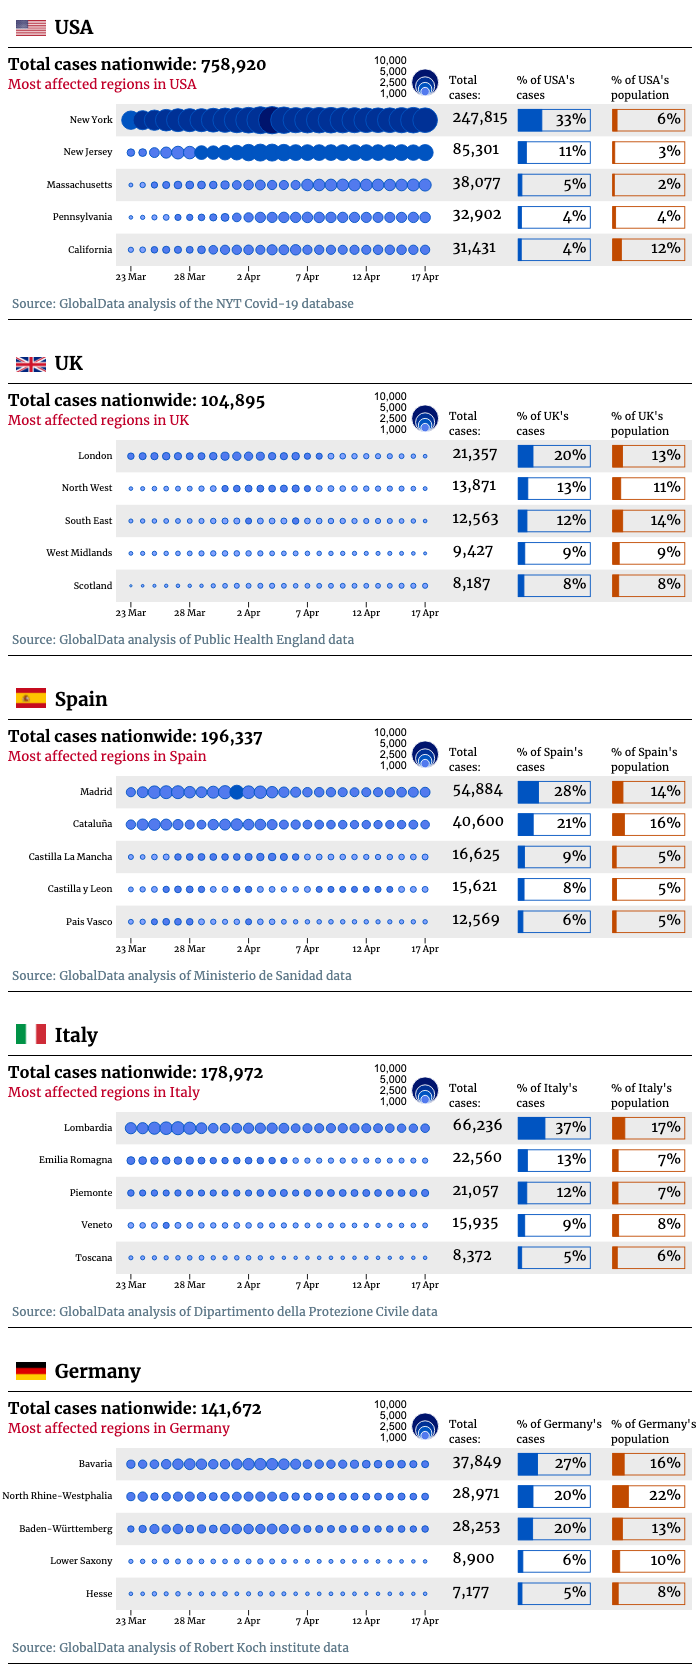 USA
Total cases nationwide: 758,920
Most affected regions in USA
10,000
5,000
2,500
1,000
Total cases:
% of USA's cases
% of USA's population
New York 247,815 33% 6%
New Jersey 85,301 11% 3%
Massachusetts 38,077 5% 2%
Pennsylvania 32,902 4% 4%
California 31,431 4% 12%
23 Mar 28 Mar 2 Apr 7 Apr 12 Apr 17 Apr
Source: GlobalData analysis of the NYT Covid-19 database
UK
Total cases nationwide: 104,895
Most affected regions in UK
10,000
5,000
2,500
1,000
Total cases:
% of UK's cases
% of UK's population
London 21,357 20% 13%
North West 13,871 13% 11%
South East 12,563 12% 14%
West Midlands 9,427 9% 9%
Scotland 8,187 8% 8%
23 Mar 28 Mar 2 Apr 7 Apr 12 Apr 17 Apr
Source: GlobalData analysis of Public Health England data
Spain
Total cases nationwide: 196,337
Most affected regions in Spain
10,000
5,000
2,500
1,000
Total cases:
% of Spain's cases
% of Spain's population
Madrid 54,884 28% 14%
Cataluña 40,600 21% 16%
Castilla La Mancha 16,625 9% 5%
Castilla y Leon 15,621 8% 5%
Pais Vasco 12,569 6% 5%
23 Mar 28 Mar 2 Apr 7 Apr 12 Apr 17 Apr
Source: GlobalData analysis of Ministerio de Sanidad data
Italy
Total cases nationwide: 178,972
Most affected regions in Italy
10,000
5,000
2,500
1,000
Total cases:
% of Italy's cases
% of Italy's population
Lombardia 66,236 37% 17%
Emilia Romagna 22,560 13% 7%
Piemonte 21,057 12% 7%
Veneto 15,935 9% 8%
Toscana 8,372 5% 6%
23 Mar 28 Mar 2 Apr 7 Apr 12 Apr 17 Apr
Source: GlobalData analysis of Dipartimento della Protezione Civile data
Germany
Total cases nationwide: 141,672
Most affected regions in Germany
10,000
5,000
2,500
1,000
Total cases:
% of Germany's cases
% of Germany's population
Bavaria 37,849 27% 16%
North Rhine-Westphalia 28,971 20% 22%
Baden-Württemberg 28,253 20% 13%
Lower Saxony 8,900 6% 10%
Hesse 7,177 5% 8%
23 Mar 28 Mar 2 Apr 7 Apr 12 Apr 17 Apr
Source: GlobalData analysis of Robert Koch institute data